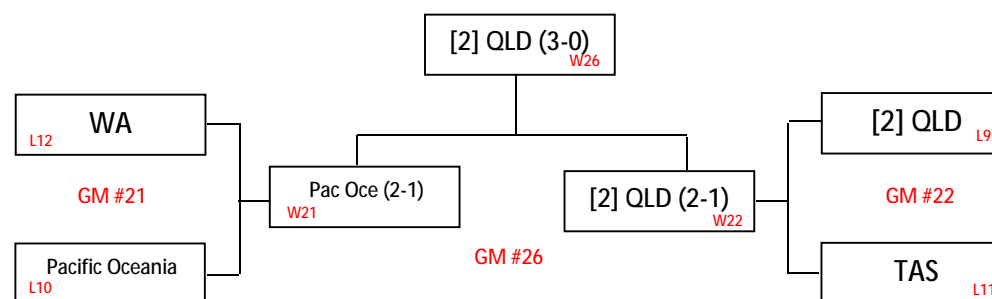 [2] QLD (3-0)
W26
WA
L12
[2] QLD
L9
GM #21
Pac Oce (2-1)
W21
[2] QLD (2-1)
W22
GM #22
GM #26
Pacific Oceania
L10
TAS
L11